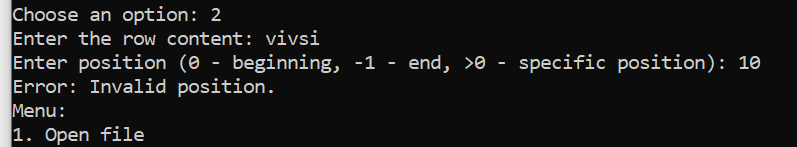 Choose an option: 2
Enter the row content: vivsi
Enter position (0 - beginning, -1 - end, >0 - specific position): 10
Error: Invalid position.
Menu:
1. Open file